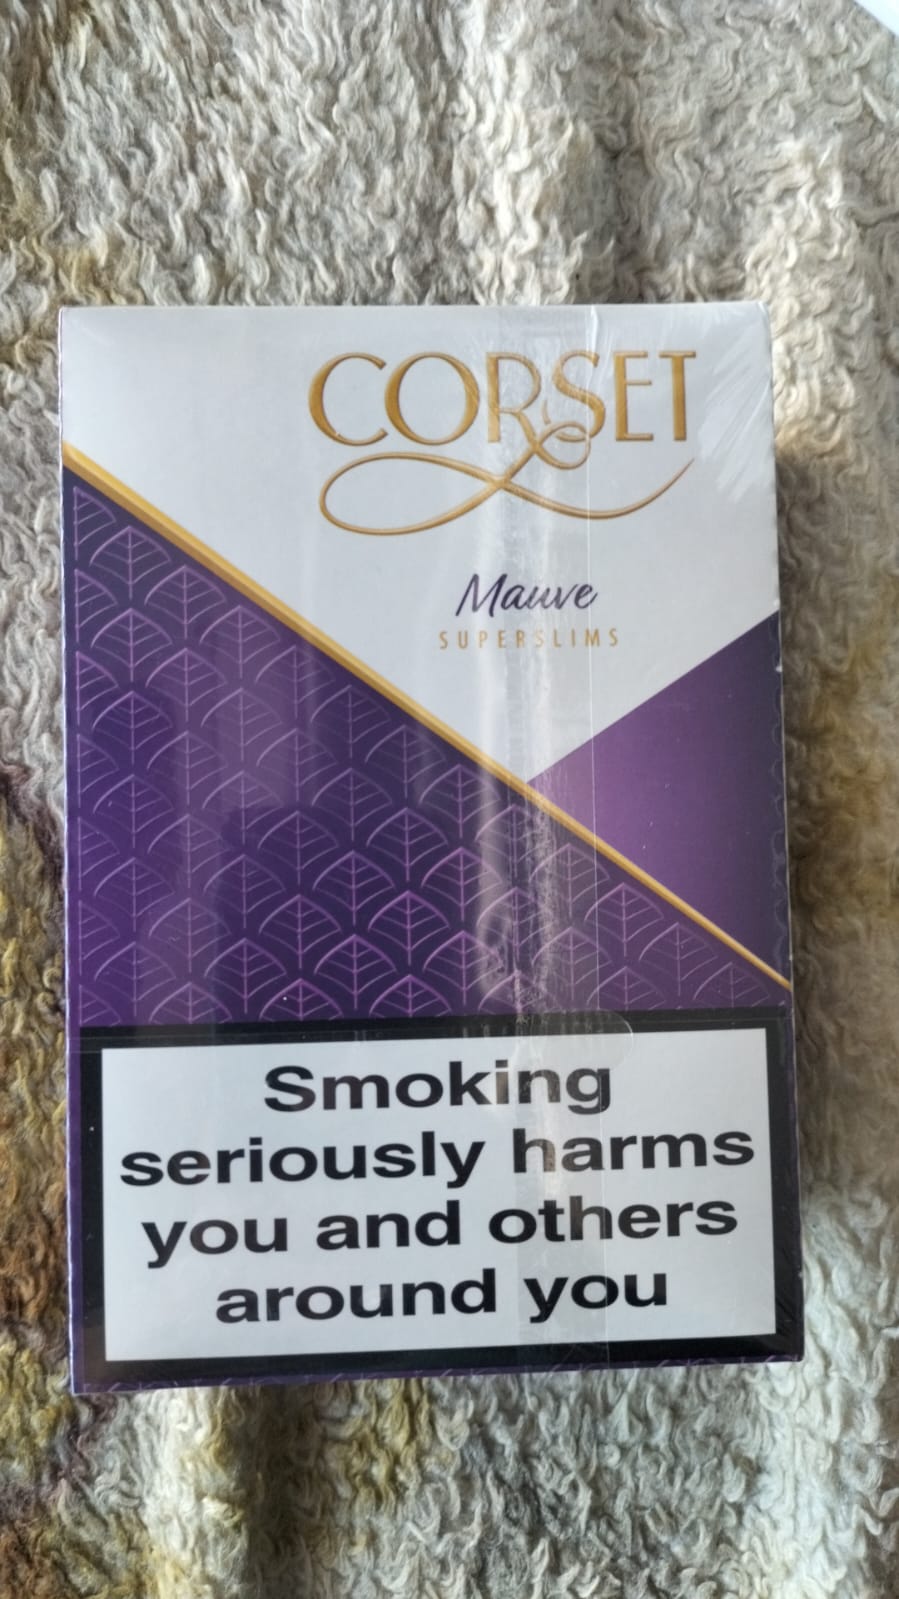 CORSET
Mauve
SUPERSLIMS
Smoking
seriously harms
you and others
around you